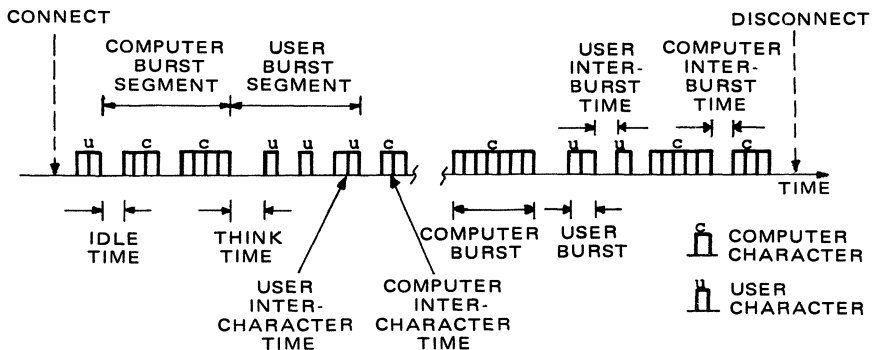 CONNECT
DISCONNECT
COMPUTER
BURST
SEGMENT
USER
BURST
SEGMENT
USER
INTER-
BURST
TIME
COMPUTER
INTER-
BURST
TIME
u c c u u u c c u u c c
TIME
IDLE
TIME
THINK
TIME
USER
INTER-
CHARACTER
TIME
COMPUTER
INTER-
CHARACTER
TIME
COMPUTER
BURST
USER
BURST
c COMPUTER
CHARACTER
u USER
CHARACTER